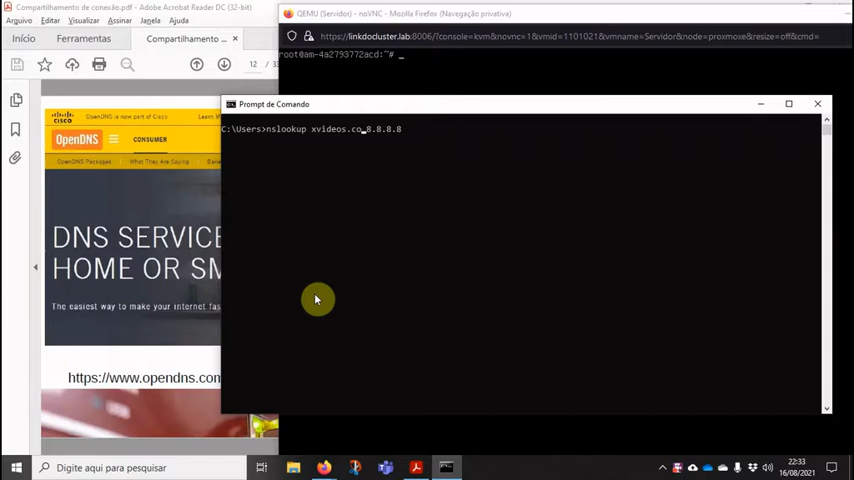 Compartilhamento de conexão.pdf - Adobe Acrobat Reader DC (32-bit)
Arquivo Editar Visualizar Assinar Janela Ajuda
Início Ferramentas Compartilhamento ... ×
12 / 33
cisco OpenDNS is now part of Cisco
OpenDNS CONSUMER
OpenDNS Packages What They Are Saying
DNS SERVICE
HOME OR SM
The easiest way to make your internet fas
https://www.opendns.com
QEMU (Servidor) - noVNC - Mozilla Firefox (Navegação privativa)
https://linkdocluster.lab:8006/?console=kvm&novnc=1&vmid=1101021&vmname=Servidor&node=proxmoxe&resize=off&cmd=
root@am-4a2793772acd:~# _
Prompt de Comando
C:\Users>nslookup xvideos.co_8.8.8.8
Digite aqui para pesquisar
22:33
16/08/2021